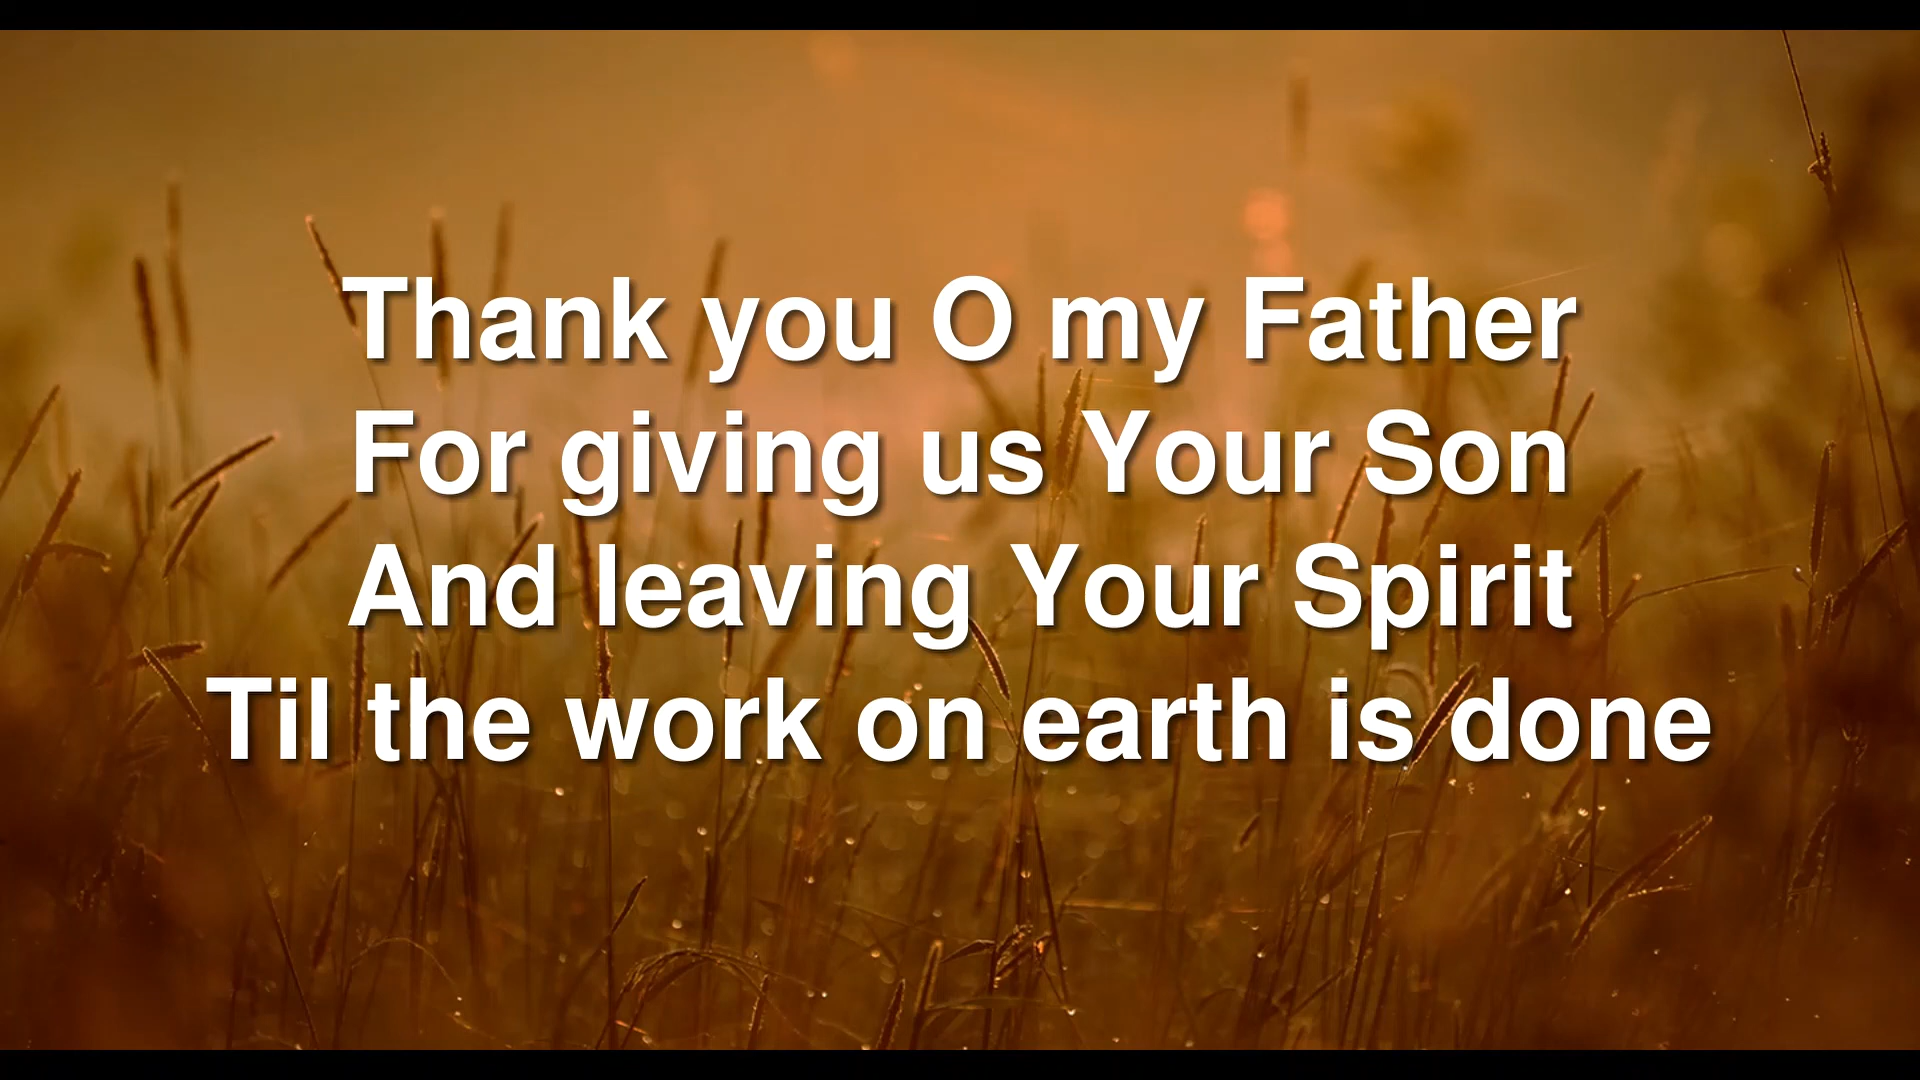 Thank you O my Father
For giving us Your Son
And leaving Your Spirit
Til the work on earth is done